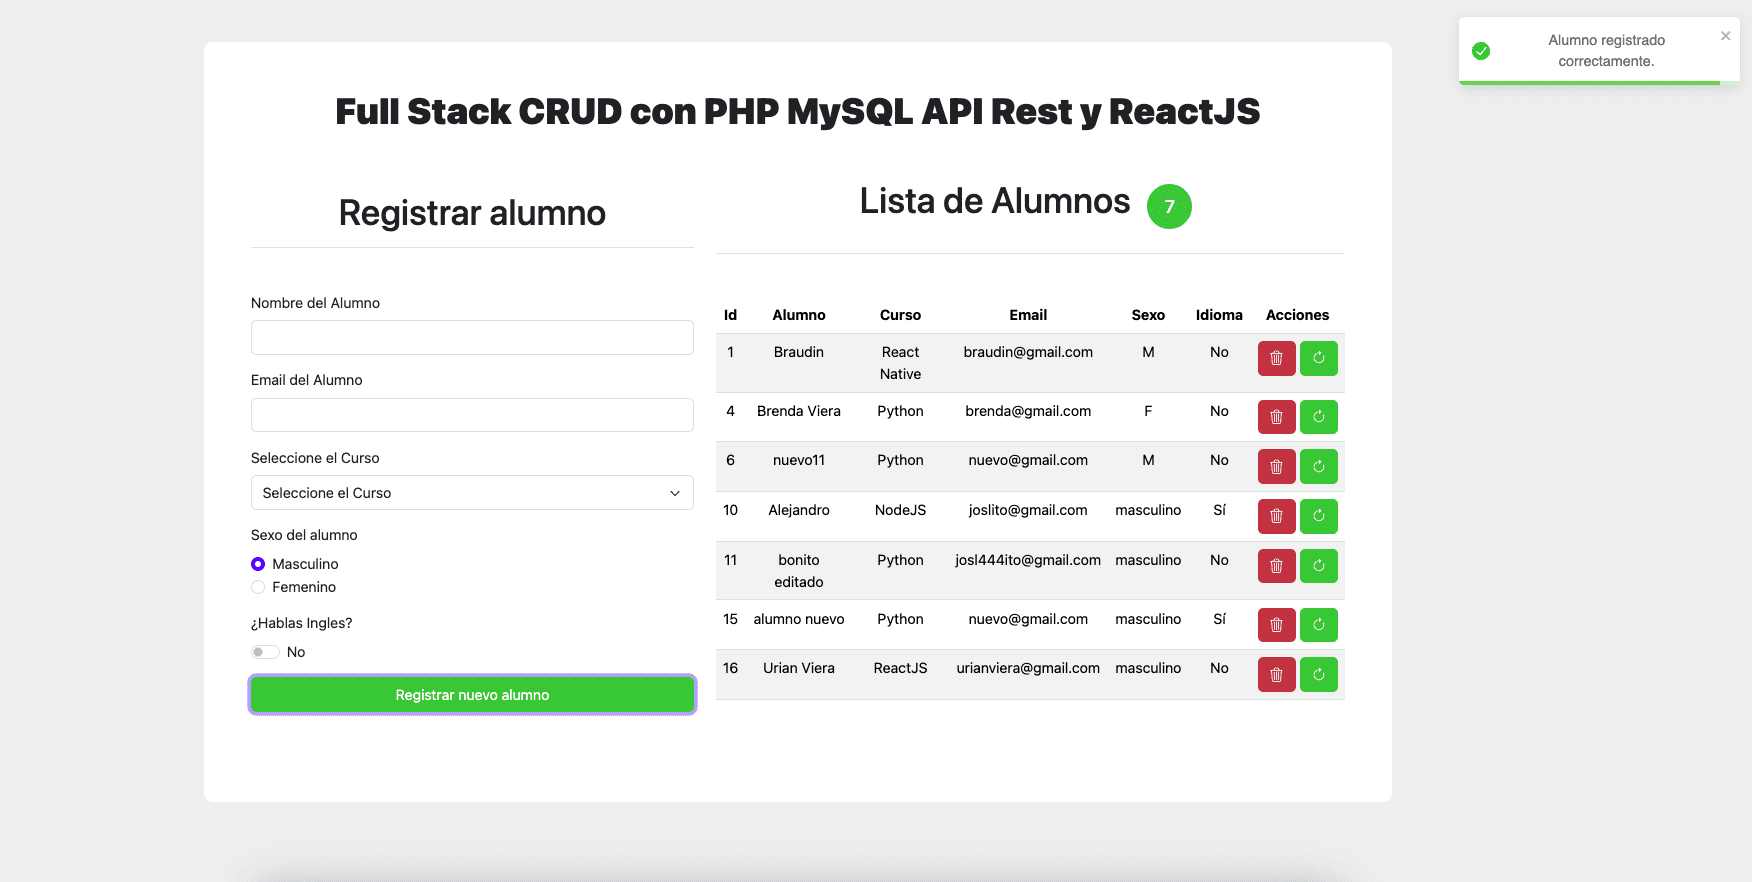 Alumno registrado
correctamente.
Full Stack CRUD con PHP MySQL API Rest y ReactJS
Registrar alumno
Nombre del Alumno
Email del Alumno
Seleccione el Curso
Seleccione el Curso
Sexo del alumno
Masculino
Femenino
¿Hablas Ingles?
No
Registrar nuevo alumno
Lista de Alumnos 7
Id Alumno Curso Email Sexo Idioma Acciones
1 Braudin React Native braudin@gmail.com M No
4 Brenda Viera Python brenda@gmail.com F No
6 nuevo11 Python nuevo@gmail.com M No
10 Alejandro NodeJS joslito@gmail.com masculino Sí
11 bonito editado Python josl444ito@gmail.com masculino No
15 alumno nuevo Python nuevo@gmail.com masculino Sí
16 Urian Viera ReactJS urianviera@gmail.com masculino No